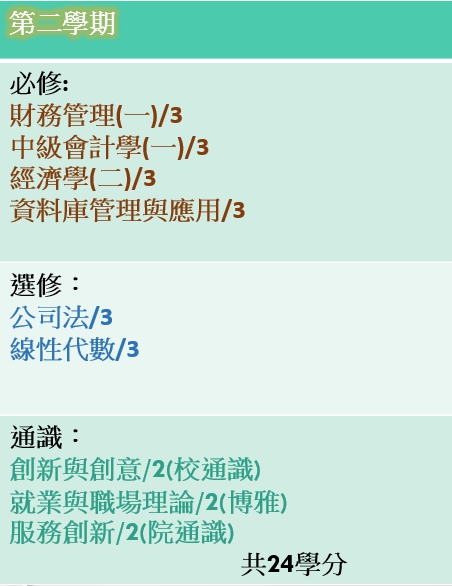 第二學期
必修:
財務管理(一)/3
中級會計學(一)/3
經濟學(二)/3
資料庫管理與應用/3
選修：
公司法/3
線性代數/3
通識：
創新與創意/2(校通識)
就業與職場理論/2(博雅)
服務創新/2(院通識)
共24學分